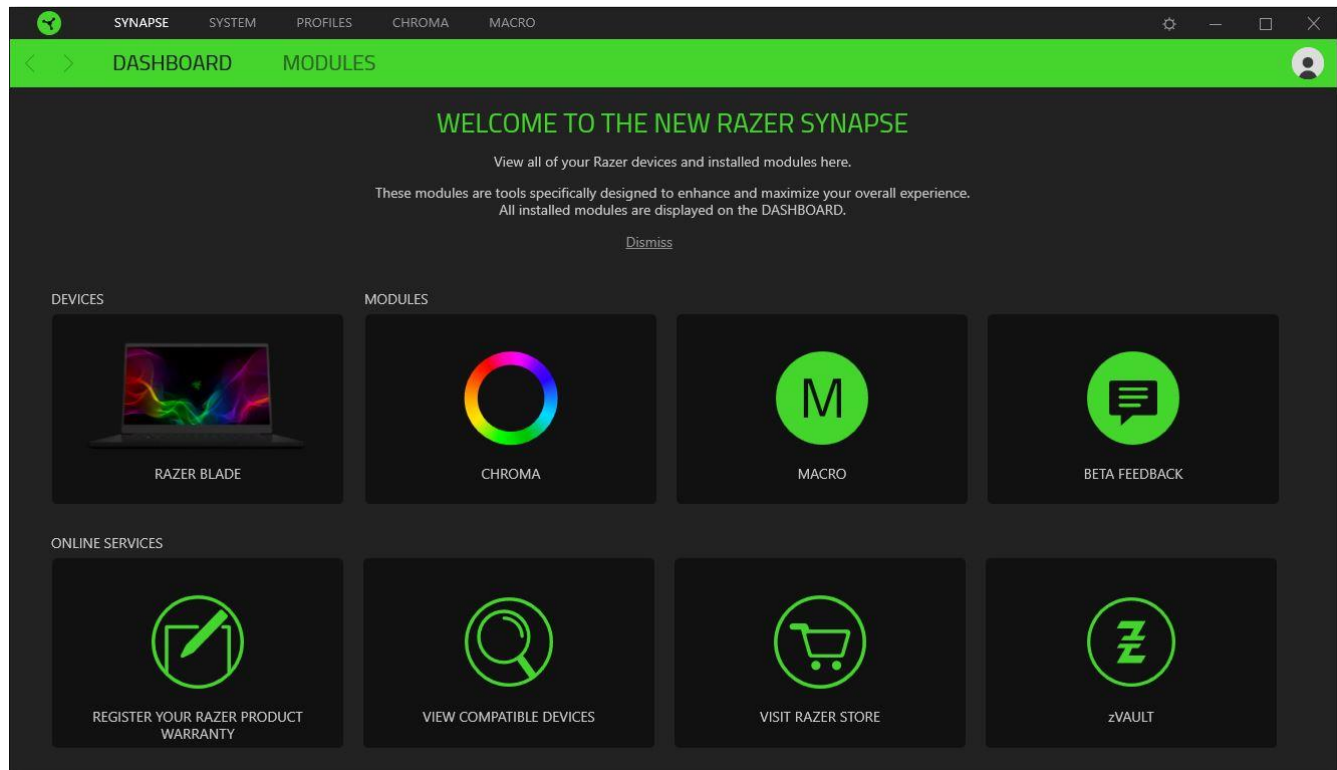 SYNAPSE SYSTEM PROFILES CHROMA MACRO
DASHBOARD MODULES
WELCOME TO THE NEW RAZER SYNAPSE
View all of your Razer devices and installed modules here.
These modules are tools specifically designed to enhance and maximize your overall experience.
All installed modules are displayed on the DASHBOARD.
Dismiss
DEVICES MODULES
M
RAZER BLADE CHROMA MACRO BETA FEEDBACK
ONLINE SERVICES
REGISTER YOUR RAZER PRODUCT
WARRANTY
VIEW COMPATIBLE DEVICES VISIT RAZER STORE zVAULT